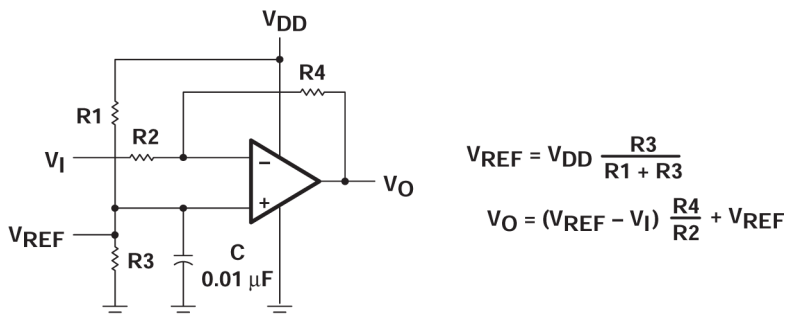 VDD
R4
R1
R2
VI
−
+
VO
VREF
R3
C
0.01 μF
VREF = VDD R3 / R1 + R3
VO = (VREF − VI) R4 / R2 + VREF